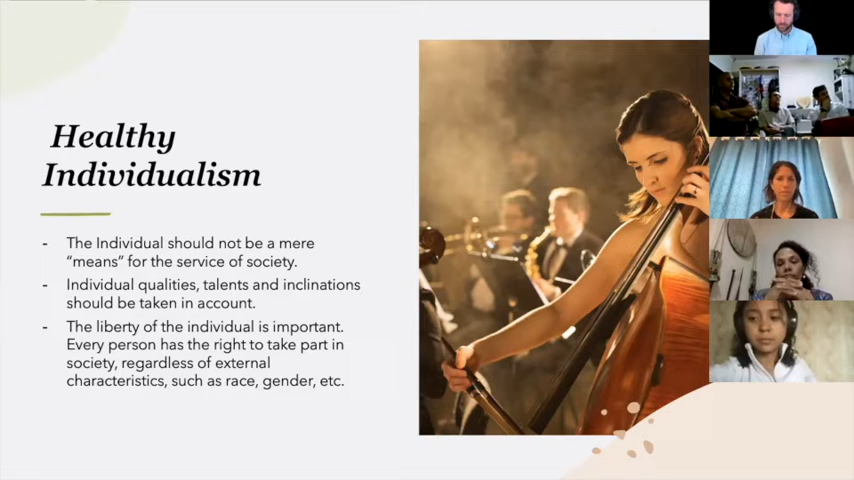 Healthy
Individualism
- The Individual should not be a mere
"means" for the service of society.
- Individual qualities, talents and inclinations
should be taken in account.
- The liberty of the individual is important.
Every person has the right to take part in
society, regardless of external
characteristics, such as race, gender, etc.